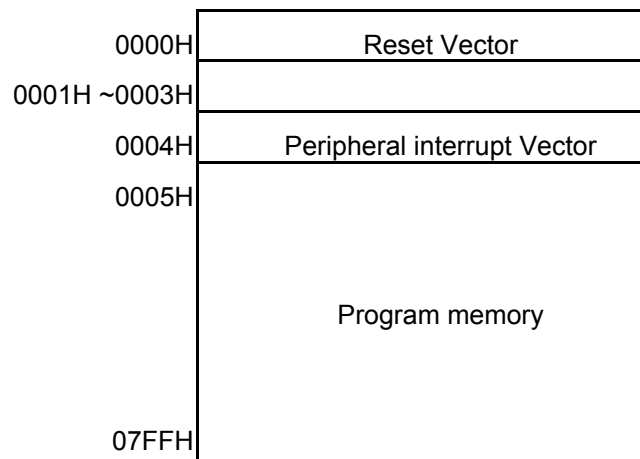 0000H Reset Vector
0001H ~0003H
0004H Peripheral interrupt Vector
0005H
Program memory
07FFH